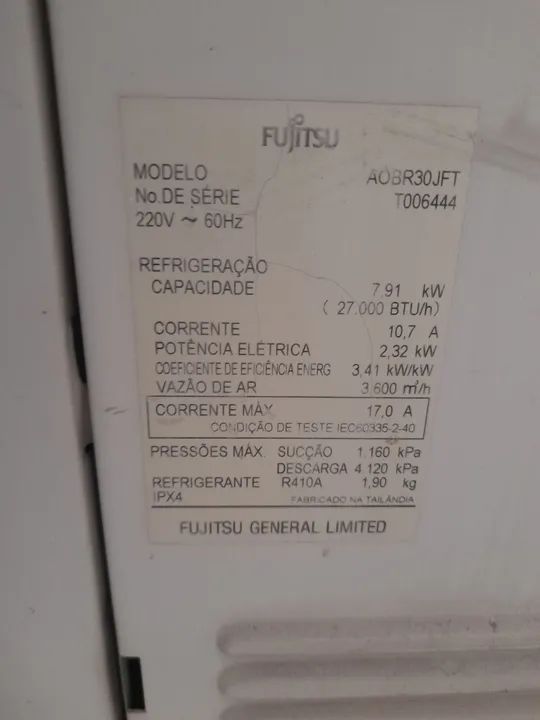 FUJITSU
MODELO AOBR30JFT
No.DE SÉRIE T006444
220V ~ 60Hz
REFRIGERAÇÃO
CAPACIDADE 7,91 kW
( 27.000 BTU/h)
CORRENTE 10,7 A
POTÊNCIA ELÉTRICA 2,32 kW
COEFICIENTE DE EFICIÊNCIA ENERG 3,41 kW/kW
VAZÃO DE AR 3.600 m³/h
CORRENTE MÁX 17,0 A
CONDIÇÃO DE TESTE IEC60335-2-40
PRESSÕES MÁX. SUCÇÃO 1.160 kPa
DESCARGA 4.120 kPa
REFRIGERANTE R410A 1,90 kg
IPX4 FABRICADO NA TAILÂNDIA
FUJITSU GENERAL LIMITED